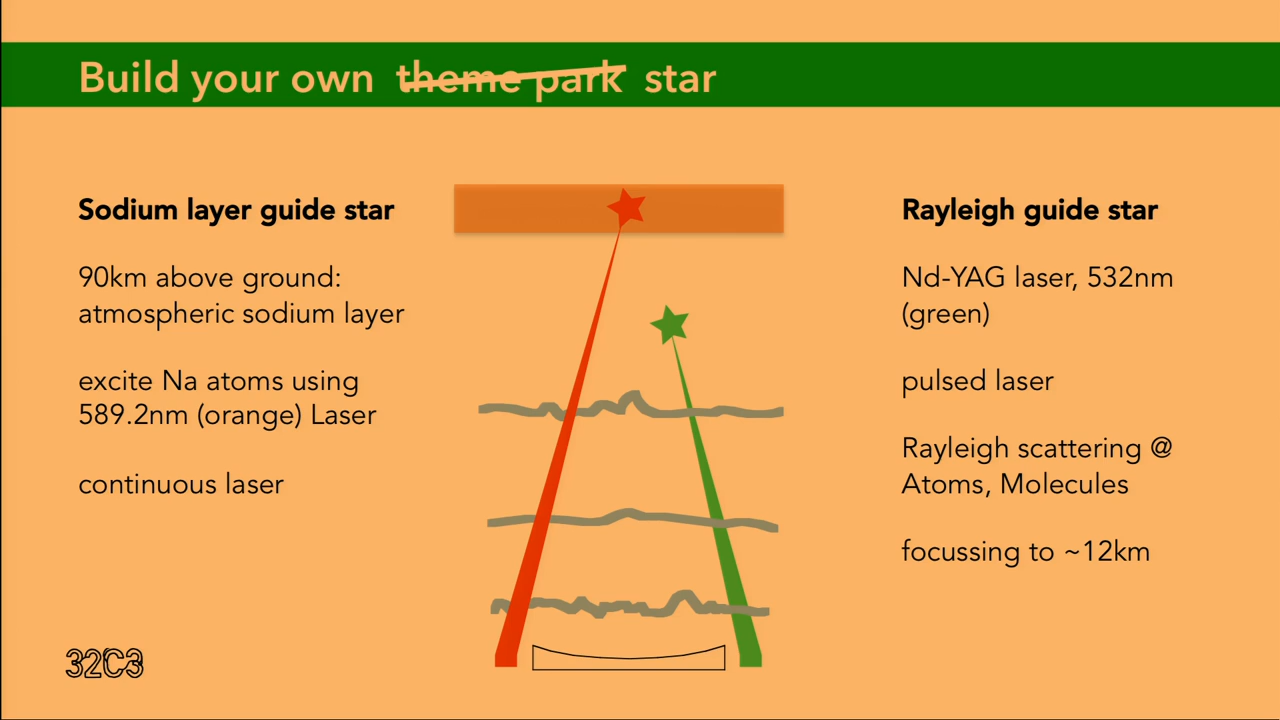 Build your own theme park star
Sodium layer guide star
90km above ground:
atmospheric sodium layer
excite Na atoms using
589.2nm (orange) Laser
continuous laser
Rayleigh guide star
Nd-YAG laser, 532nm
(green)
pulsed laser
Rayleigh scattering @
Atoms, Molecules
focussing to ~12km
32C3